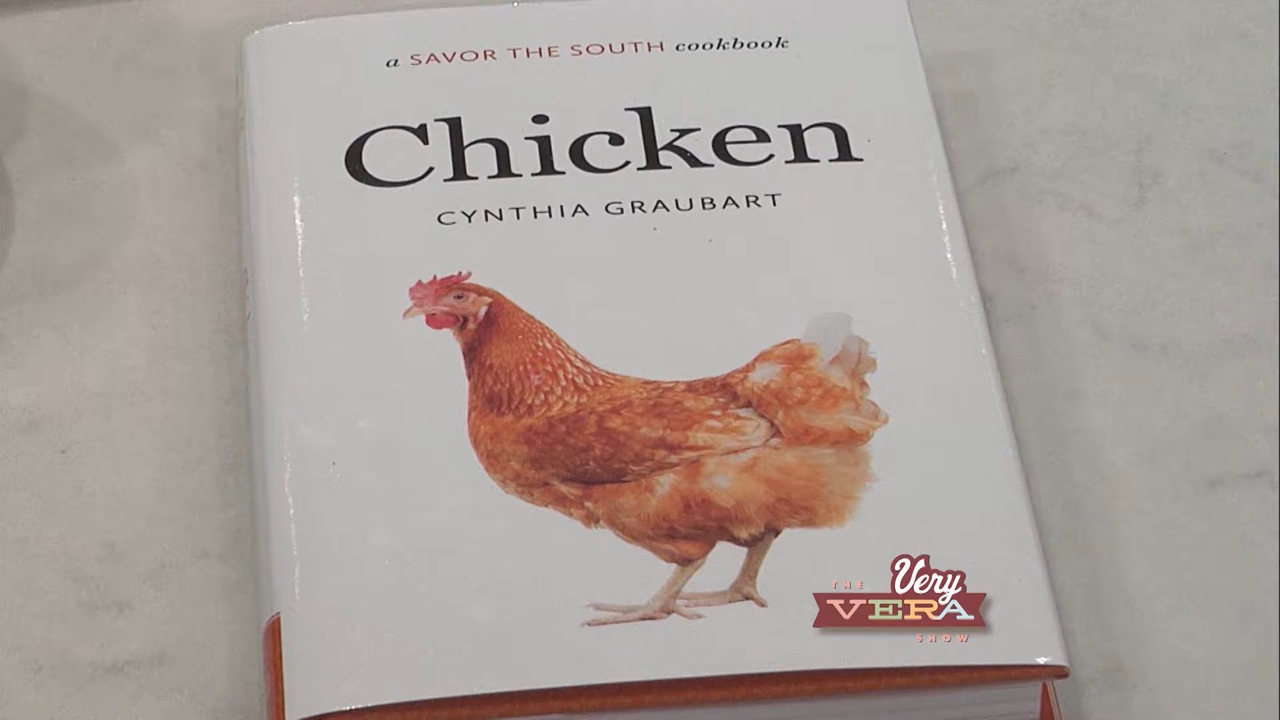 a SAVOR THE SOUTH cookbook
Chicken
CYNTHIA GRAUBART
THE Very
VERA
SHOW